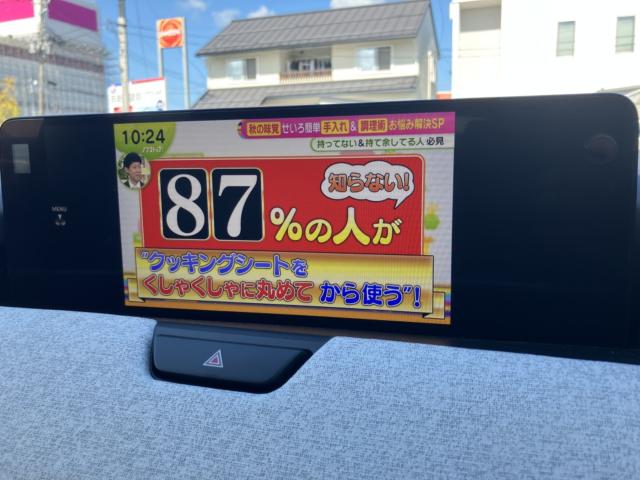 10:24
秋の味覚 せいろ簡単 手入れ & 調理術 お悩み解決SP
持ってない&持て余してる人 必見
知らない!
87%の人が
"クッキングシートを
くしゃくしゃに丸めて から使う"!
MENU